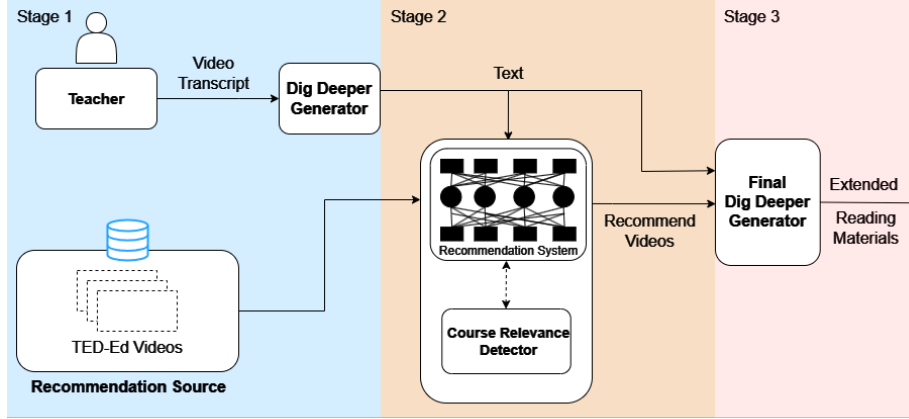 Stage 1
Stage 2
Stage 3
Teacher
Video
Transcript
Dig Deeper
Generator
Text
Recommendation System
Course Relevance
Detector
Recommend
Videos
Final
Dig Deeper
Generator
Extended
Reading
Materials
TED-Ed Videos
Recommendation Source